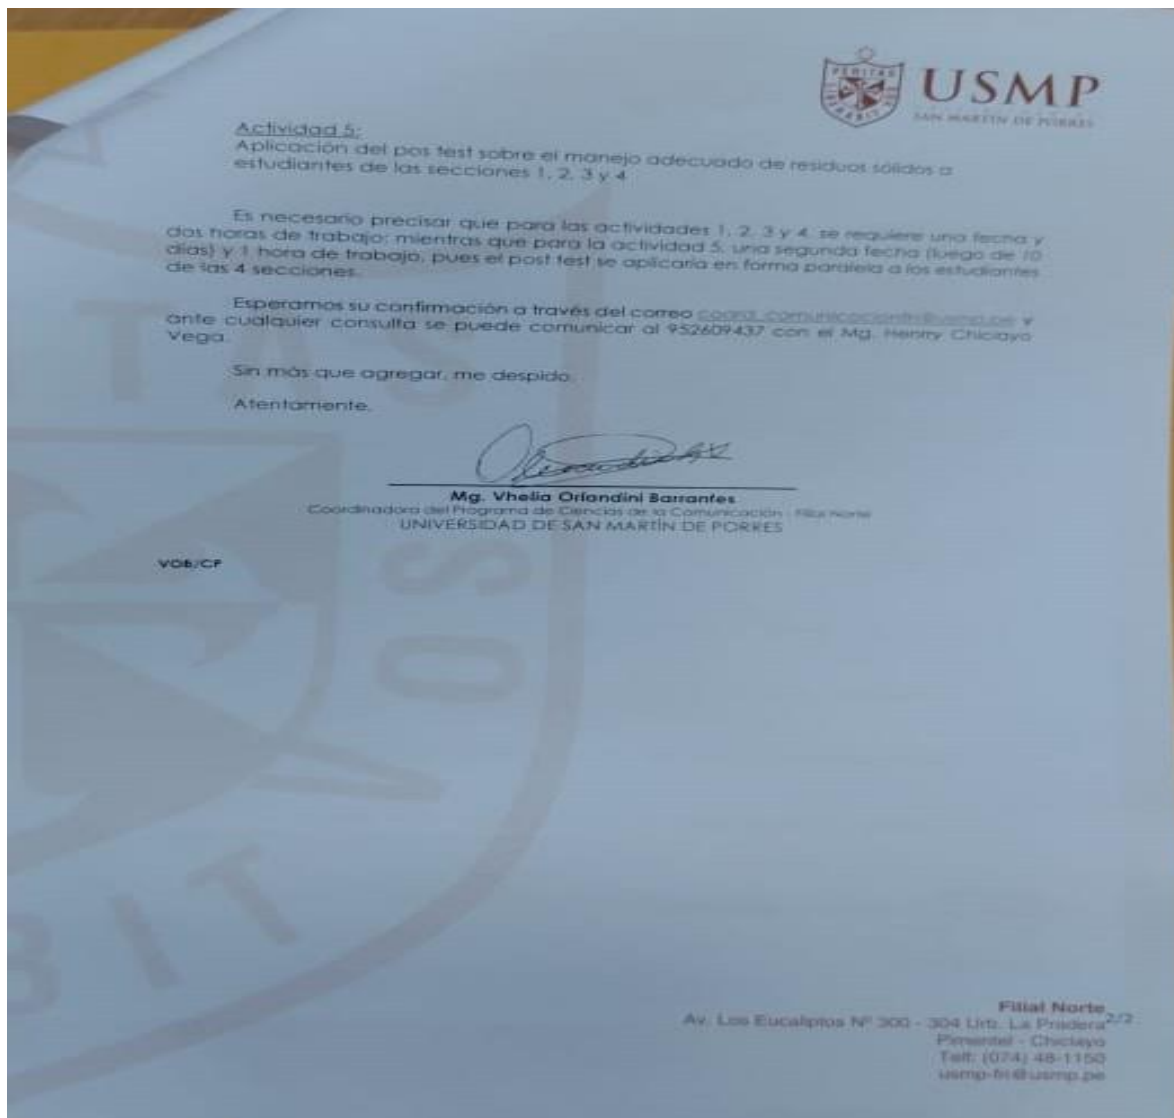 USMP
SAN MARTIN DE PORRES
Actividad 5:
Aplicación del pos test sobre el manejo adecuado de residuos sólidos a
estudiantes de las secciones 1, 2, 3 y 4
Es necesario precisar que para las actividades 1, 2, 3 y 4 se requiere una fecha y
dos horas de trabajo; mientras que para la actividad 5, una segunda fecha (luego de 10
días) y 1 hora de trabajo, pues el post test se aplicaría en forma paralela a los estudiantes
de las 4 secciones.
Esperamos su confirmación a través del correo y
ante cualquier consulta se puede comunicar al 952609437 con el Mg. Henry Chiclayo
Vega.
Sin más que agregar, me despido.
Atentamente,
Mg. Vhelia Orlandini Barrantes
Coordinadora del Programa de Ciencias de la Comunicación - Filial Norte
UNIVERSIDAD DE SAN MARTÍN DE PORRES
VOB/CP
Filial Norte
Av. Los Eucaliptos Nº 300 - 304 Urb. La Pradera 2/2
Pimentel - Chiclayo
Telf: (074) 48-1150
usmp-fn@usmp.pe